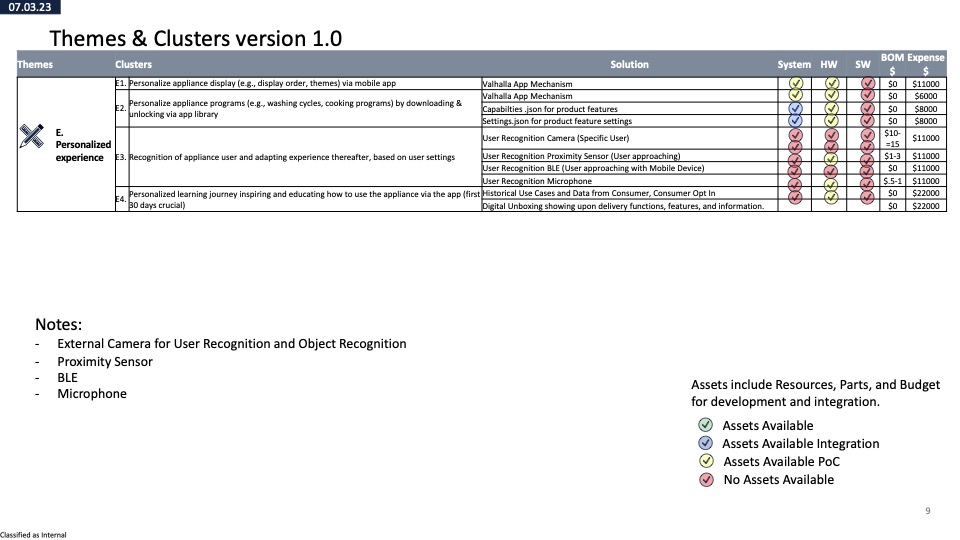 07.03.23
Themes & Clusters version 1.0
Themes Clusters Solution System HW SW BOM $ Expense $
E. Personalized experience
E1. Personalize appliance display (e.g., display order, themes) via mobile app
Valhalla App Mechanism $0 $11000
E2. Personalize appliance programs (e.g., washing cycles, cooking programs) by downloading &
unlocking via app library
Valhalla App Mechanism $0 $6000
Capabilties .json for product features $0 $8000
Settings.json for product feature settings $0 $8000
E3. Recognition of appliance user and adapting experience thereafter, based on user settings
User Recognition Camera (Specific User) $10-=15 $11000
User Recognition Proximity Sensor (User approaching) $1-3 $11000
User Recognition BLE (User approaching with Mobile Device) $0 $11000
User Recognition Microphone $.5-1 $11000
E4. Personalized learning journey inspiring and educating how to use the appliance via the app (first
30 days crucial)
Historical Use Cases and Data from Consumer, Consumer Opt In $0 $22000
Digital Unboxing showing upon delivery functions, features, and information. $0 $22000
Notes:
- External Camera for User Recognition and Object Recognition
- Proximity Sensor
- BLE
- Microphone
Assets include Resources, Parts, and Budget
for development and integration.
Assets Available
Assets Available Integration
Assets Available PoC
No Assets Available
9
Classified as Internal